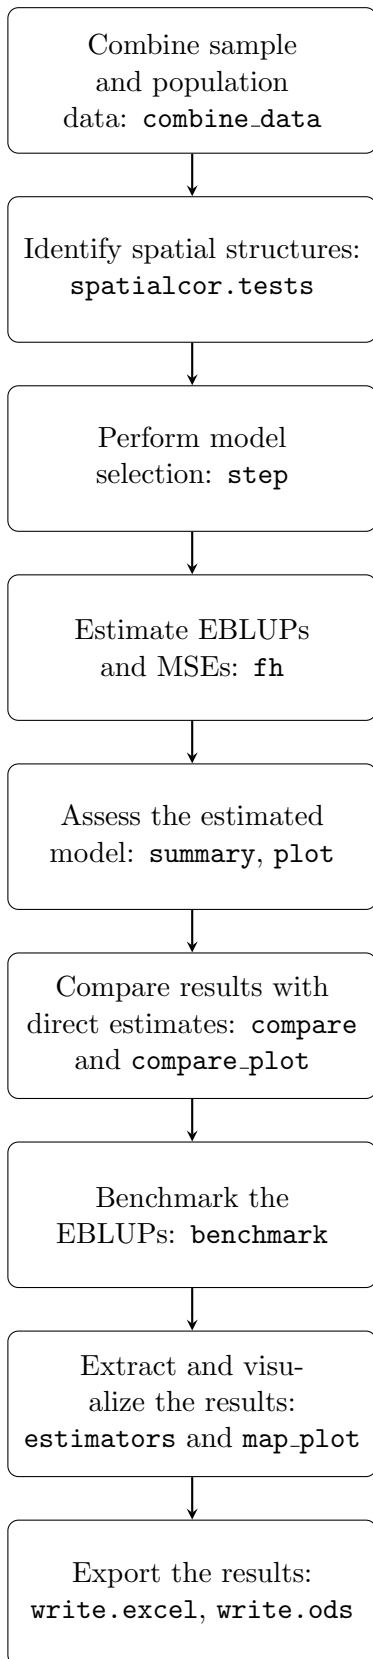 Combine sample
and population
data: combine_data
Identify spatial structures:
spatialcor.tests
Perform model
selection: step
Estimate EBLUPs
and MSEs: fh
Assess the estimated
model: summary, plot
Compare results with
direct estimates: compare
and compare_plot
Benchmark the
EBLUPs: benchmark
Extract and visu-
alize the results:
estimators and map_plot
Export the results:
write.excel, write.ods